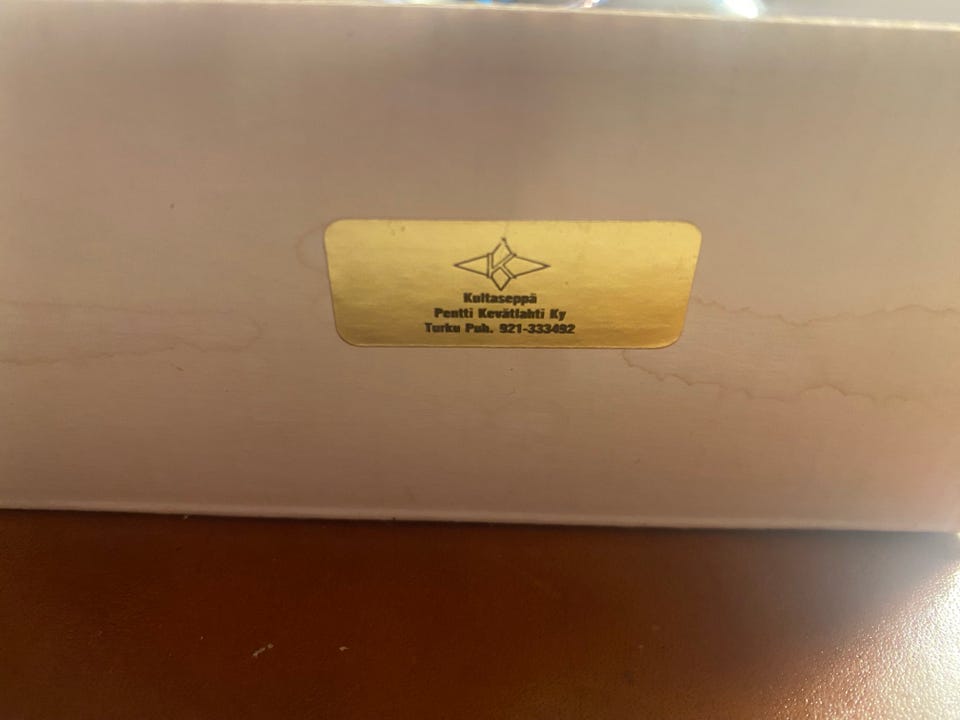 K
Kultaseppä
Pentti Kevätlahti Ky
Turku Puh. 921-333492